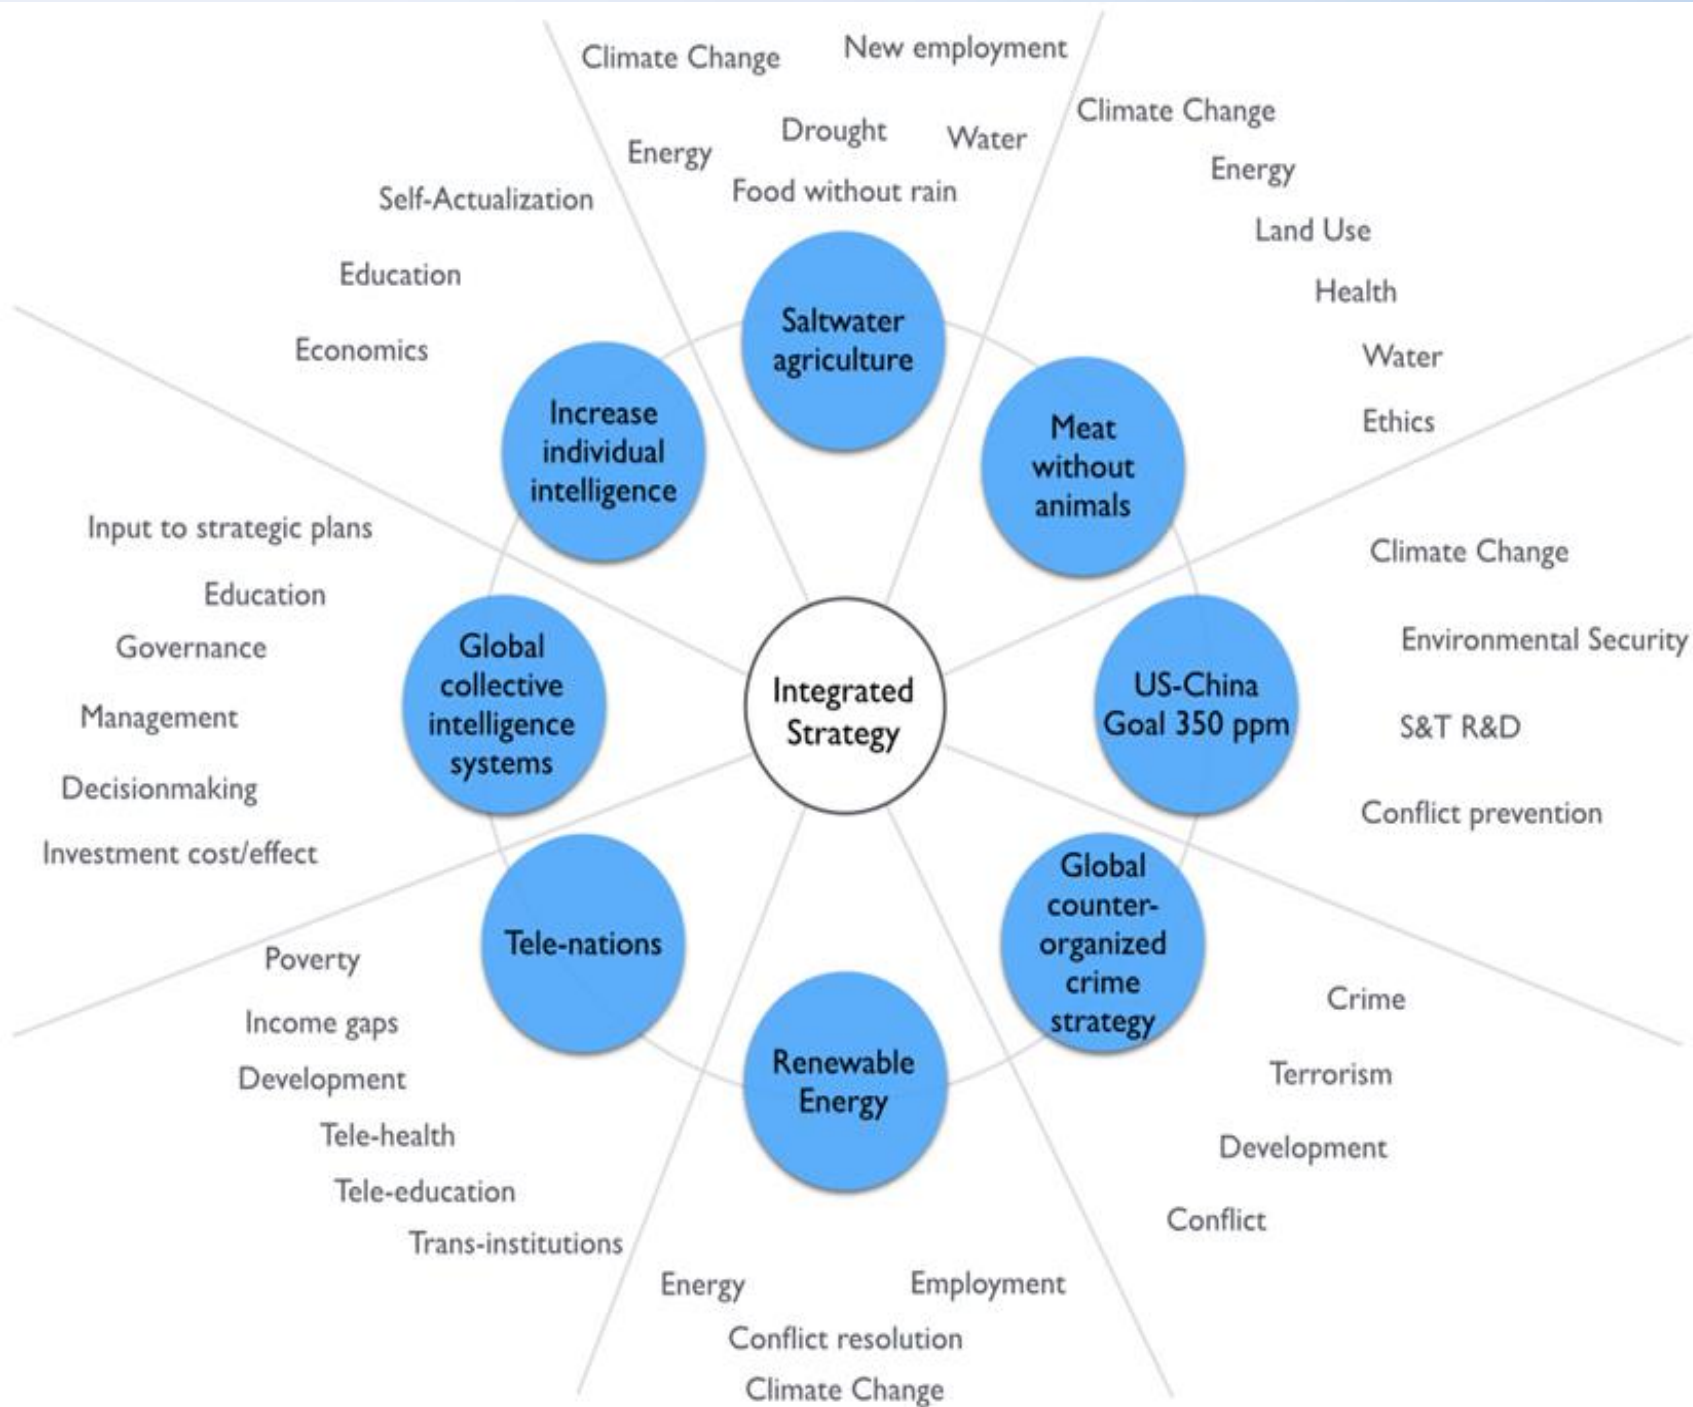 Climate Change
New employment
Drought
Water
Energy
Food without rain
Saltwater
agriculture
Climate Change
Energy
Land Use
Health
Water
Ethics
Meat
without
animals
Climate Change
Environmental Security
S&T R&D
Conflict prevention
US-China
Goal 350 ppm
Global
counter-
organized
crime
strategy
Crime
Terrorism
Development
Conflict
Renewable
Energy
Energy
Employment
Conflict resolution
Climate Change
Tele-nations
Poverty
Income gaps
Development
Tele-health
Tele-education
Trans-institutions
Global
collective
intelligence
systems
Input to strategic plans
Education
Governance
Management
Decisionmaking
Investment cost/effect
Increase
individual
intelligence
Self-Actualization
Education
Economics
Integrated
Strategy